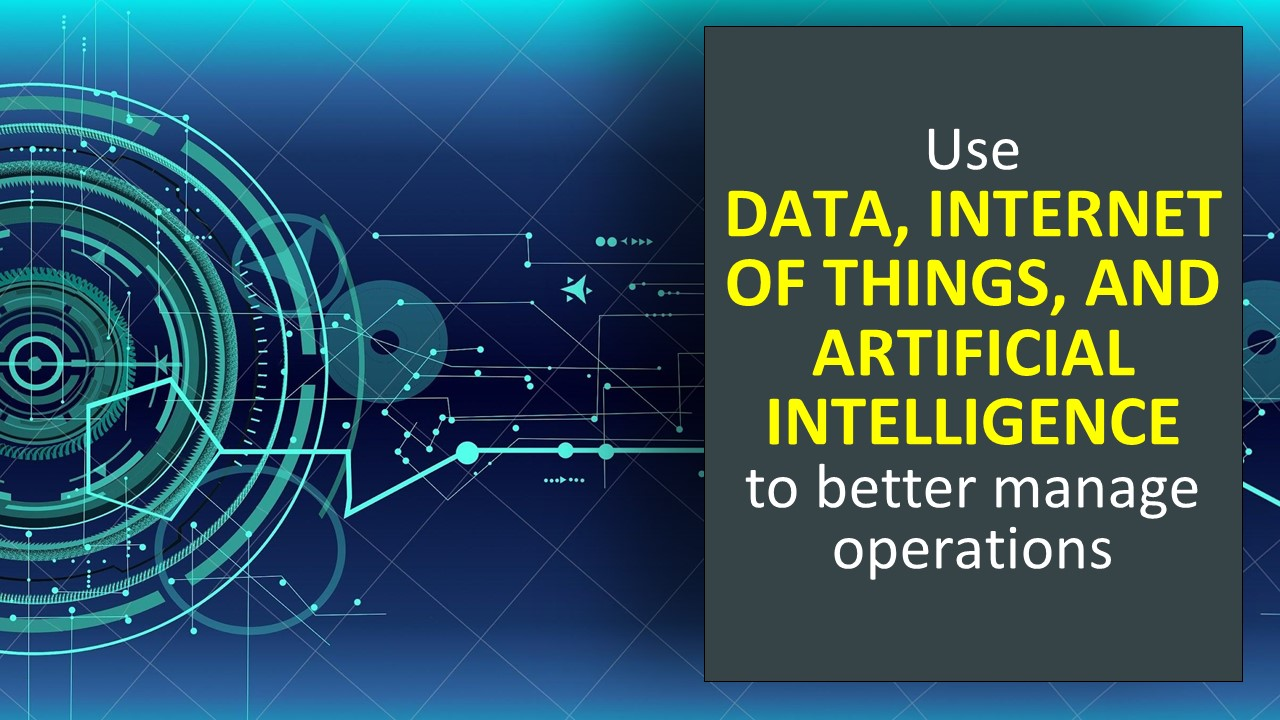 Use
DATA, INTERNET
OF THINGS, AND
ARTIFICIAL
INTELLIGENCE
to better manage
operations